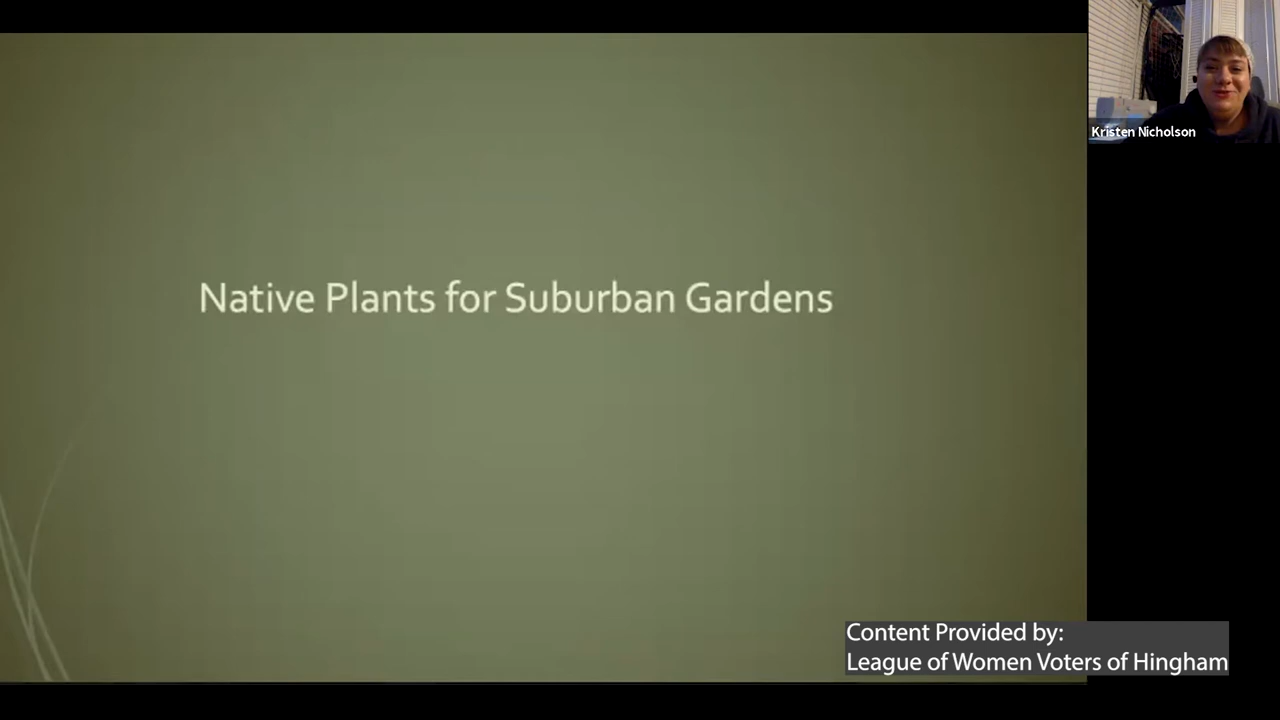 Kristen Nicholson
Native Plants for Suburban Gardens
Content Provided by:
League of Women Voters of Hingham